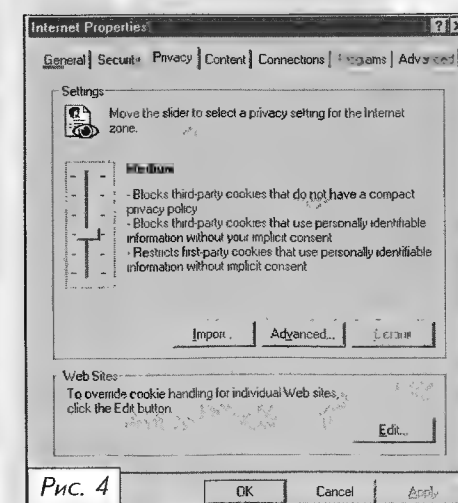 Internet Properties
General Security Privacy Content Connections Programs Advanced
Settings
Move the slider to select a privacy setting for the Internet
zone.
Medium
- Blocks third-party cookies that do not have a compact
privacy policy
- Blocks third-party cookies that use personally identifiable
information without your implicit consent
- Restricts first-party cookies that use personally identifiable
information without implicit consent
Import... Advanced... Default
Web Sites
To override cookie handling for individual Web sites,
click the Edit button
Edit...
Рис. 4
OK Cancel Apply